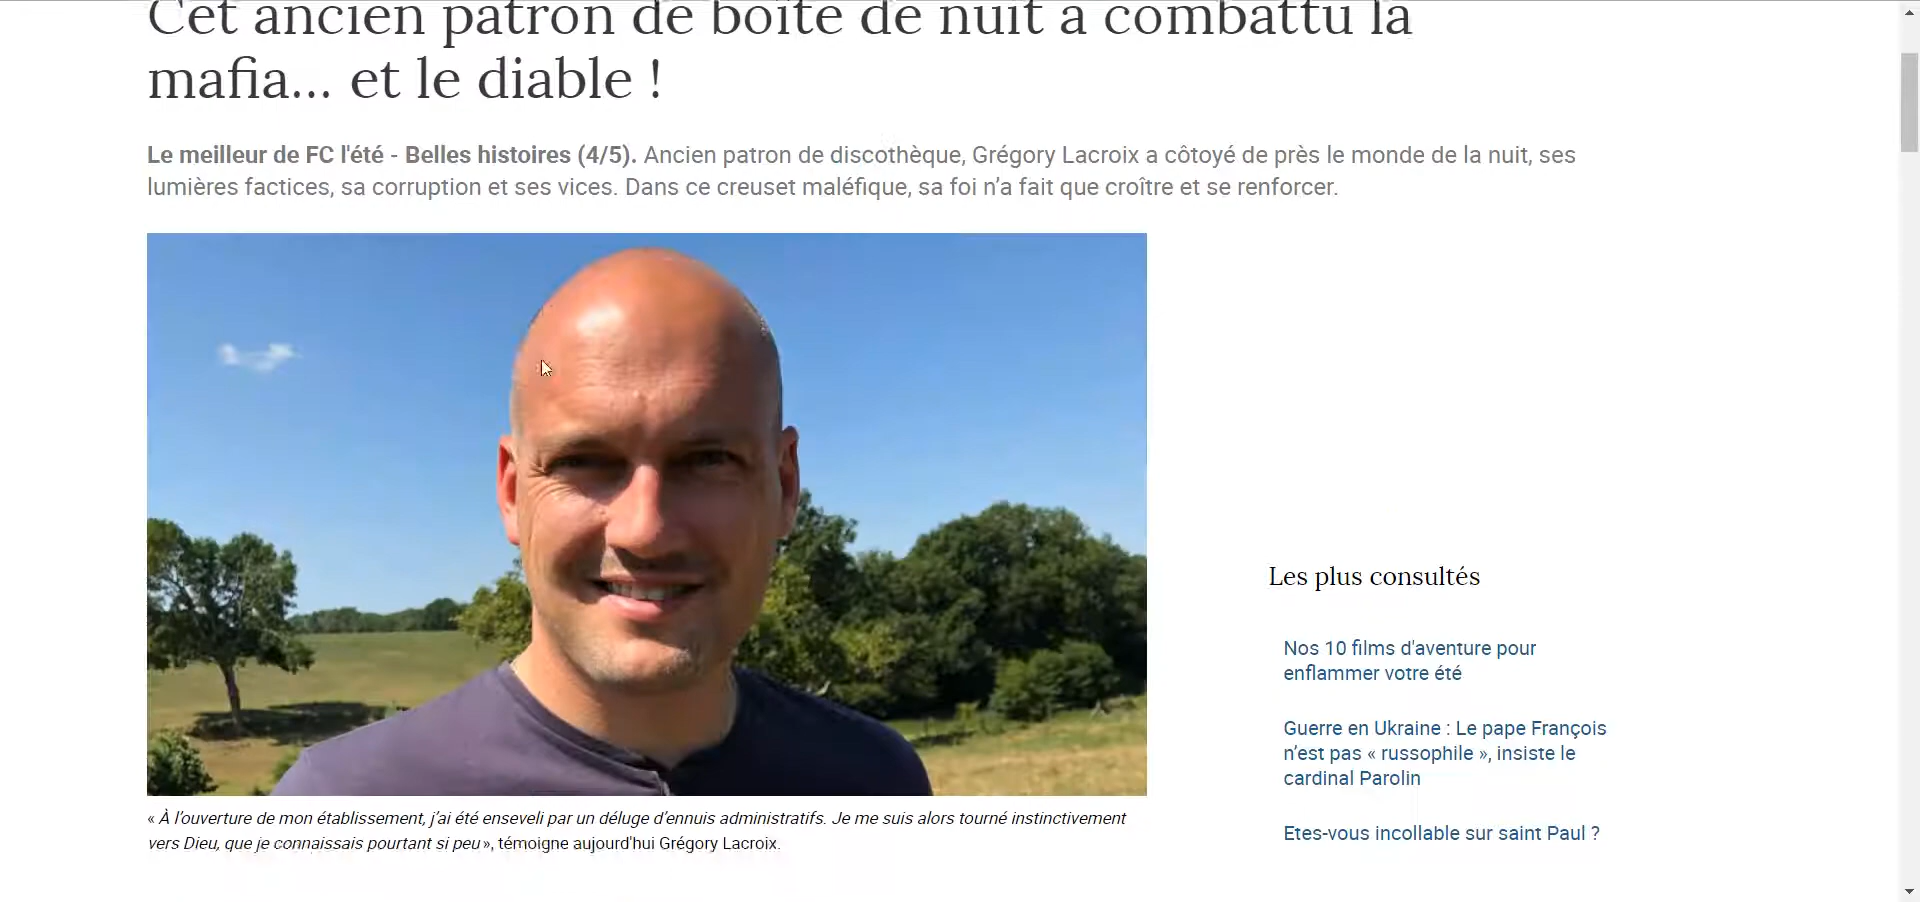 Cet ancien patron de boîte de nuit a combattu la
mafia... et le diable !
Le meilleur de FC l'été - Belles histoires (4/5). Ancien patron de discothèque, Grégory Lacroix a côtoyé de près le monde de la nuit, ses
lumières factices, sa corruption et ses vices. Dans ce creuset maléfique, sa foi n’a fait que croître et se renforcer.
« À l’ouverture de mon établissement, j’ai été enseveli par un déluge d’ennuis administratifs. Je me suis alors tourné instinctivement
vers Dieu, que je connaissais pourtant si peu », témoigne aujourd'hui Grégory Lacroix.
Les plus consultés
Nos 10 films d'aventure pour
enflammer votre été
Guerre en Ukraine : Le pape François
n’est pas « russophile », insiste le
cardinal Parolin
Etes-vous incollable sur saint Paul ?